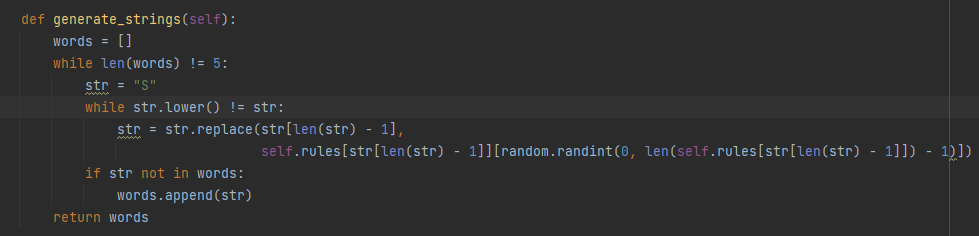 def generate_strings(self):
    words = []
    while len(words) != 5:
        str = "S"
        while str.lower() != str:
            str = str.replace(str[len(str) - 1],
                              self.rules[str[len(str) - 1]][random.randint(0, len(self.rules[str[len(str) - 1]]) - 1)])
        if str not in words:
            words.append(str)
    return words